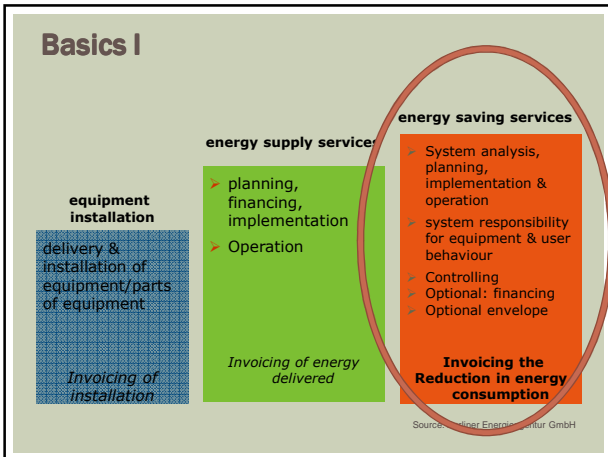 Basics I
equipment
installation
delivery &
installation of
equipment/parts
of equipment
Invoicing of
installation
energy supply services
➢ planning,
financing,
implementation
➢ Operation
Invoicing of energy
delivered
energy saving services
➢ System analysis,
planning,
implementation &
operation
➢ system responsibility
for equipment & user
behaviour
➢ Controlling
➢ Optional: financing
➢ Optional envelope
Invoicing the
Reduction in energy
consumption
Source: Berliner Energieagentur GmbH